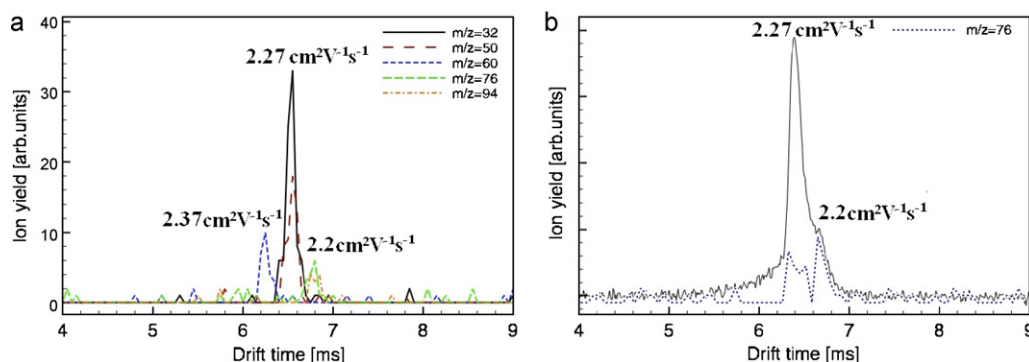 a
40
30
20
10
0
Ion yield [arb.units]
4 5 6 7 8 9
Drift time [ms]
2.27 cm²V⁻¹s⁻¹
2.37cm²V⁻¹s⁻¹
2.2cm²V⁻¹s⁻¹
m/z=32
m/z=50
m/z=60
m/z=76
m/z=94
b
Ion yield [arb.units]
0
4 5 6 7 8 9
Drift time [ms]
2.27 cm²V⁻¹s⁻¹
2.2cm²V⁻¹s⁻¹
m/z=76